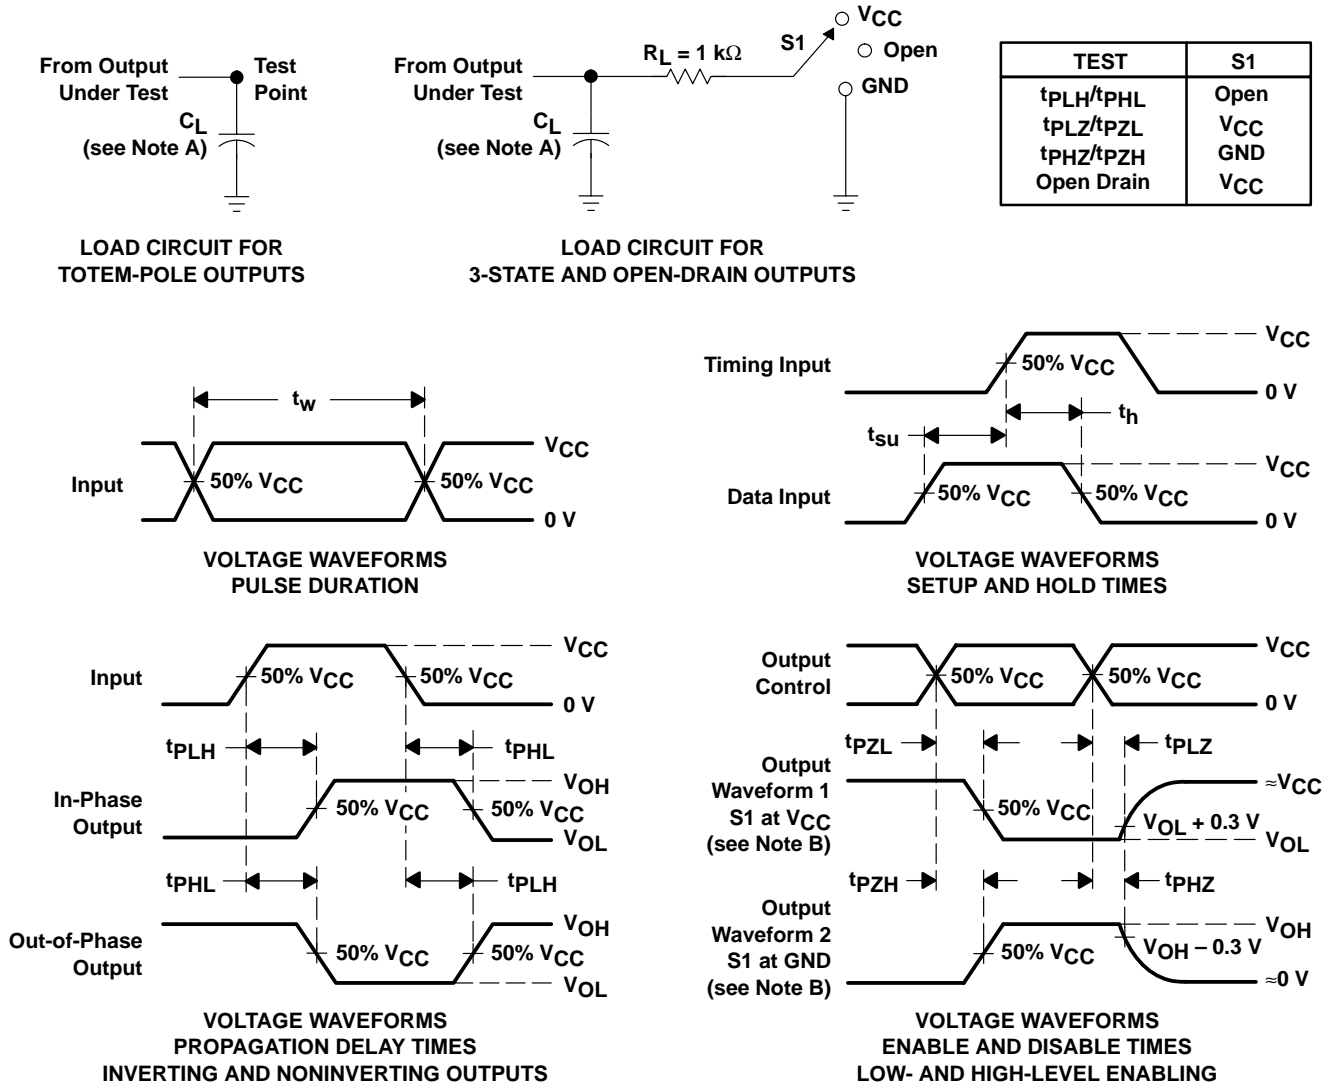 From Output
Under Test
Test
Point
CL
(see Note A)
LOAD CIRCUIT FOR
TOTEM-POLE OUTPUTS
From Output
Under Test
RL = 1 kΩ
S1
VCC
Open
GND
CL
(see Note A)
LOAD CIRCUIT FOR
3-STATE AND OPEN-DRAIN OUTPUTS
TEST S1
tPLH/tPHL Open
tPLZ/tPZL VCC
tPHZ/tPZH GND
Open Drain VCC
tw
Input
50% VCC
50% VCC
VCC
0 V
VOLTAGE WAVEFORMS
PULSE DURATION
Timing Input
50% VCC
VCC
0 V
tsu
th
Data Input
50% VCC
50% VCC
VCC
0 V
VOLTAGE WAVEFORMS
SETUP AND HOLD TIMES
Input
50% VCC
50% VCC
VCC
0 V
tPLH
tPHL
In-Phase
Output
50% VCC
50% VCC
VOH
VOL
tPHL
tPLH
Out-of-Phase
Output
50% VCC
50% VCC
VOH
VOL
VOLTAGE WAVEFORMS
PROPAGATION DELAY TIMES
INVERTING AND NONINVERTING OUTPUTS
Output
Control
50% VCC
50% VCC
VCC
0 V
tPZL
tPLZ
Output
Waveform 1
S1 at VCC
(see Note B)
50% VCC
VOL + 0.3 V
≈VCC
VOL
tPZH
tPHZ
Output
Waveform 2
S1 at GND
(see Note B)
50% VCC
VOH − 0.3 V
VOH
≈0 V
VOLTAGE WAVEFORMS
ENABLE AND DISABLE TIMES
LOW- AND HIGH-LEVEL ENABLING